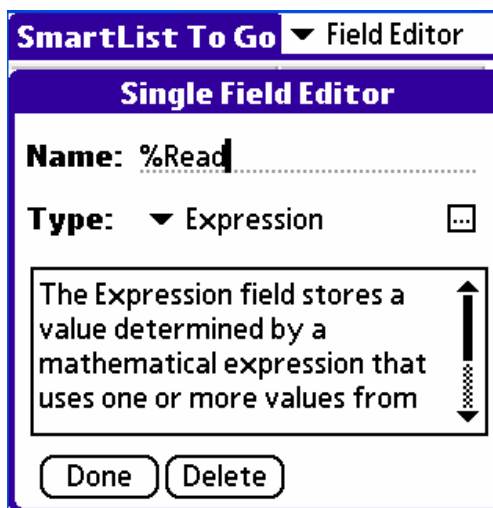 SmartList To Go Field Editor
Single Field Editor
Name: %Read
Type: Expression ...
The Expression field stores a
value determined by a
mathematical expression that
uses one or more values from
Done Delete